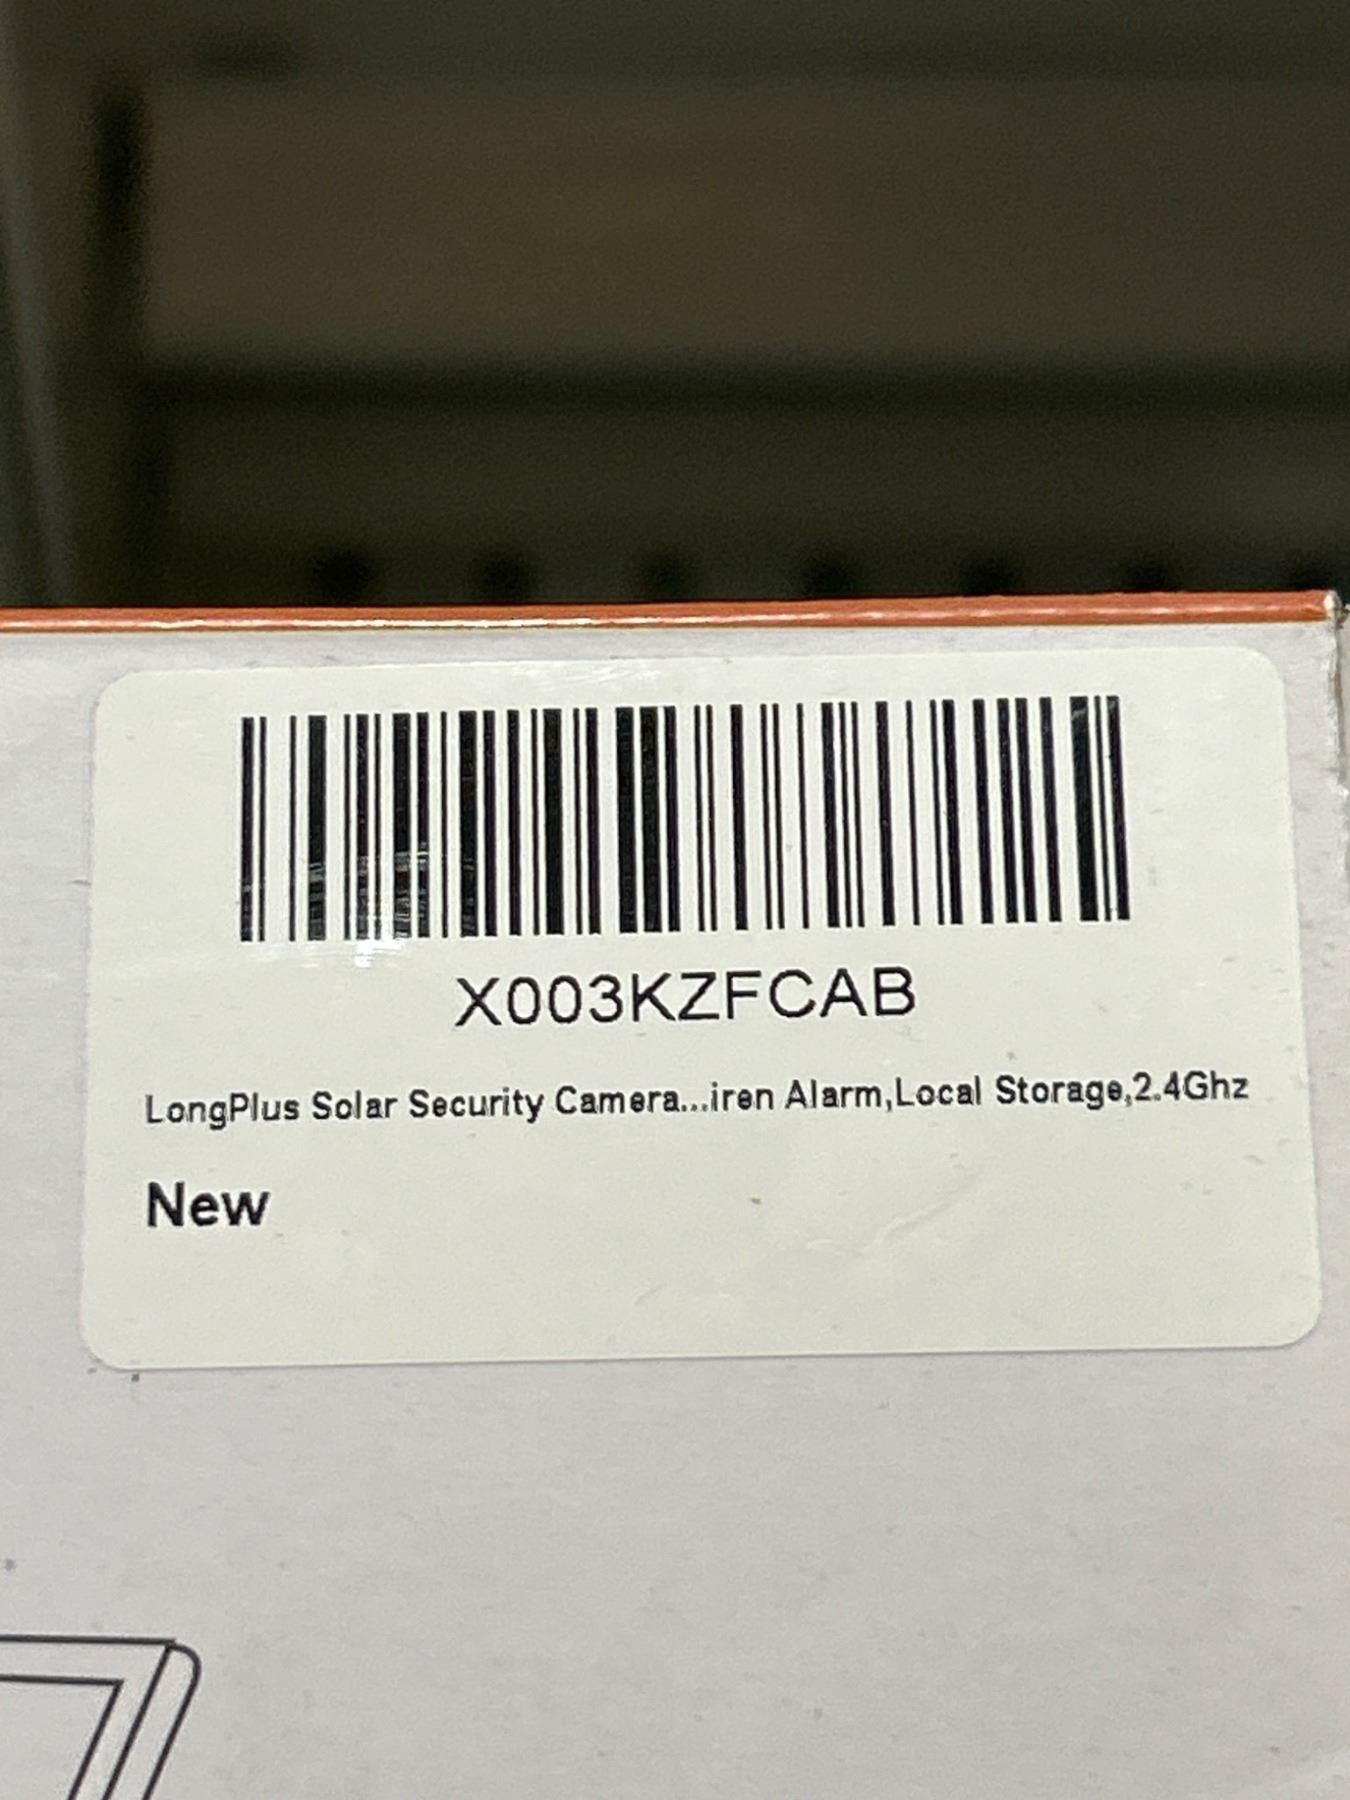 X003KZFCAB
LongPlus Solar Security Camera...iren Alarm,Local Storage,2.4Ghz
New